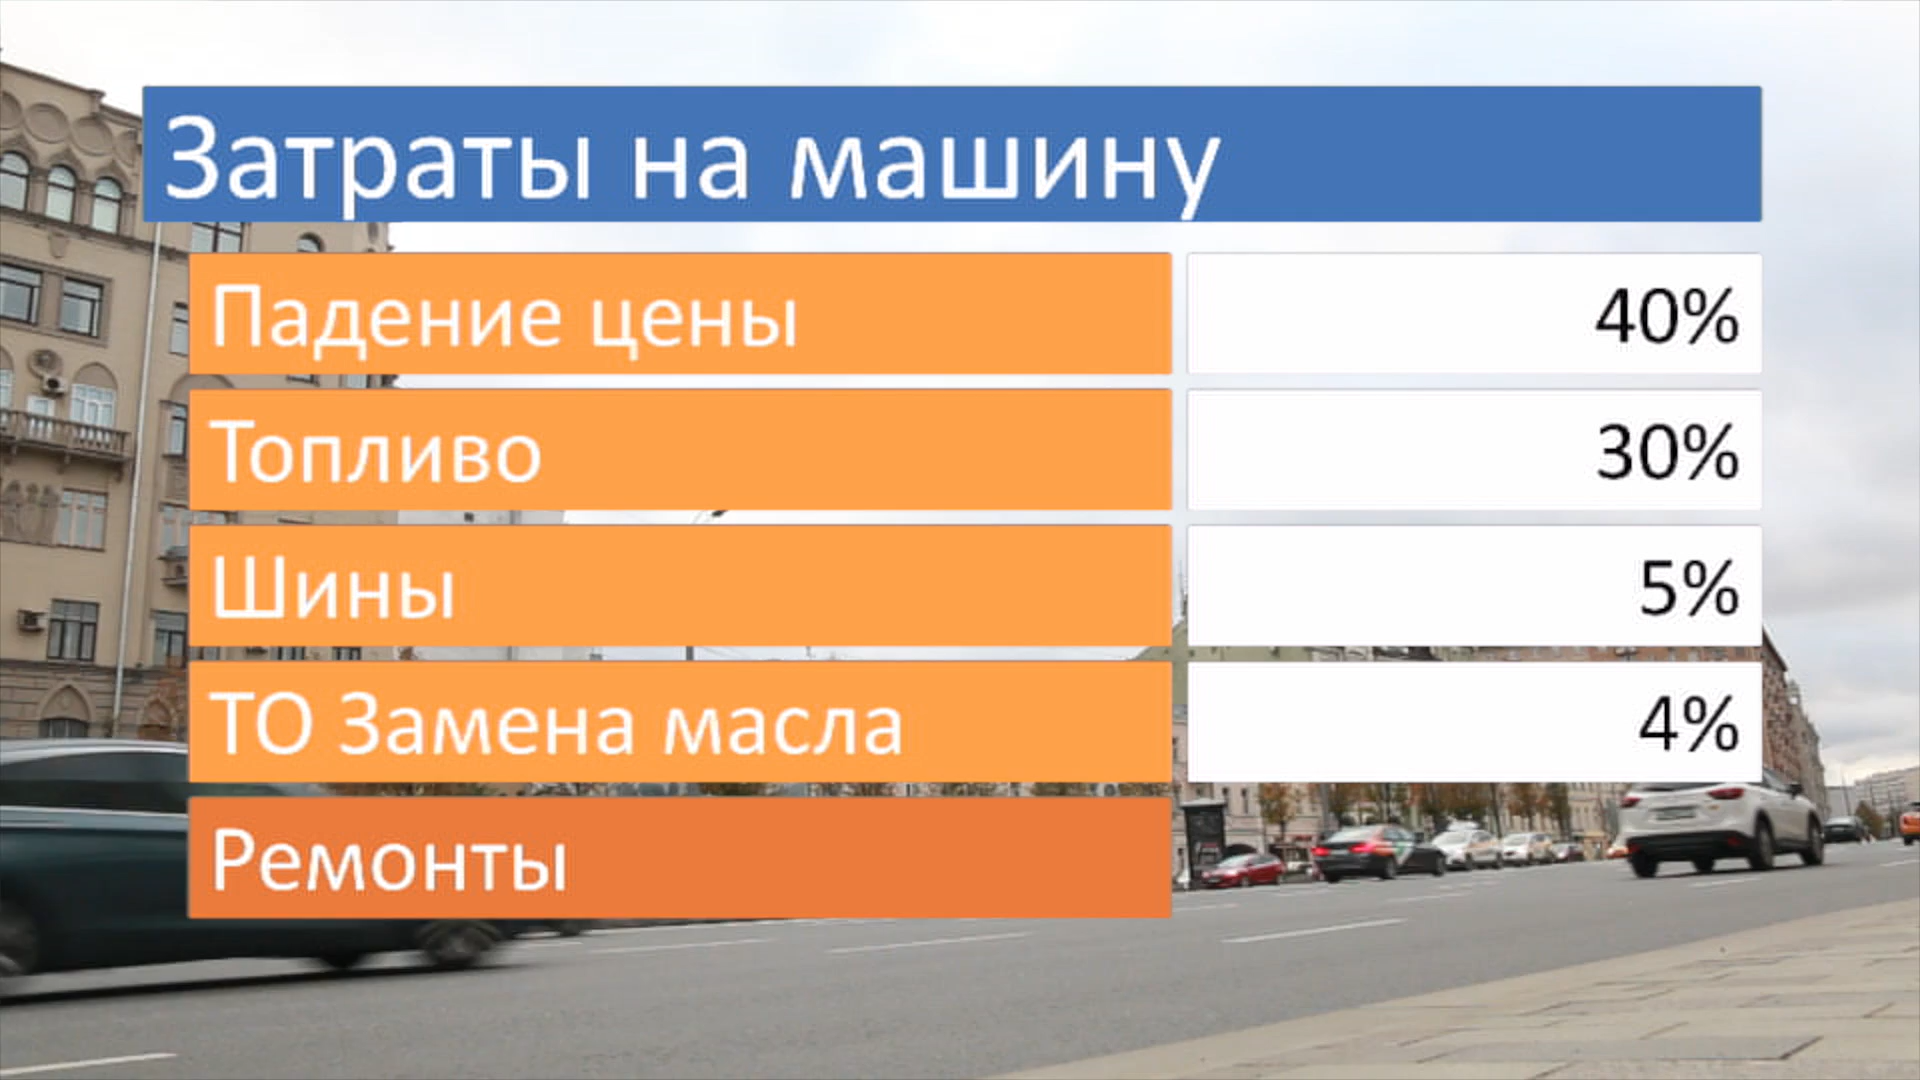 Затраты на машину
Падение цены 40%
Топливо 30%
Шины 5%
ТО Замена масла 4%
Ремонты